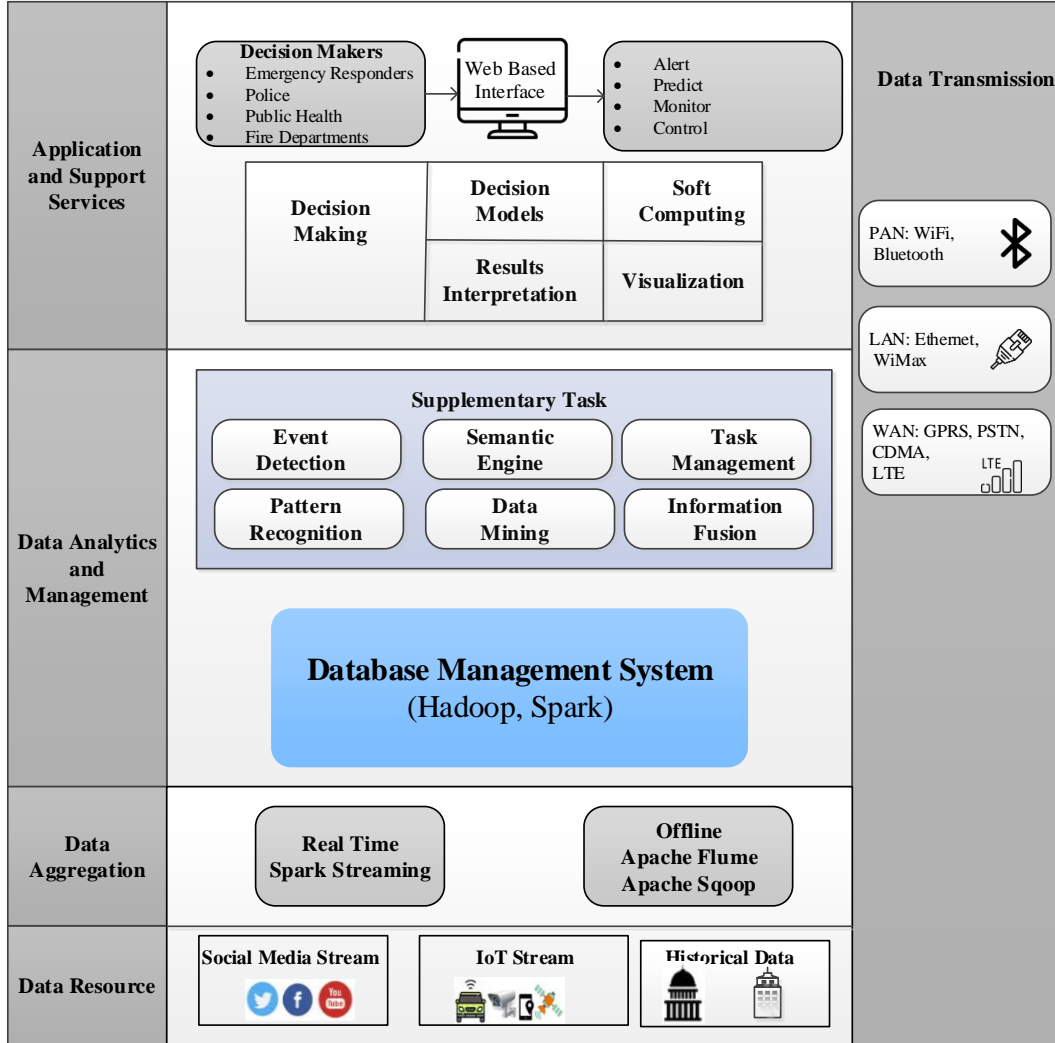 Application
and Support
Services
Decision Makers
• Emergency Responders
• Police
• Public Health
• Fire Departments
Web Based
Interface
• Alert
• Predict
• Monitor
• Control
Decision
Making
Decision
Models
Soft
Computing
Results
Interpretation
Visualization
Data Analytics
and
Management
Supplementary Task
Event
Detection
Semantic
Engine
Task
Management
Pattern
Recognition
Data
Mining
Information
Fusion
Database Management System
(Hadoop, Spark)
Data
Aggregation
Real Time
Spark Streaming
Offline
Apache Flume
Apache Sqoop
Data Resource
Social Media Stream
You
Tube
IoT Stream
Historical Data
Data Transmission
PAN: WiFi,
Bluetooth
LAN: Ethernet,
WiMax
WAN: GPRS, PSTN,
CDMA,
LTE
LTE